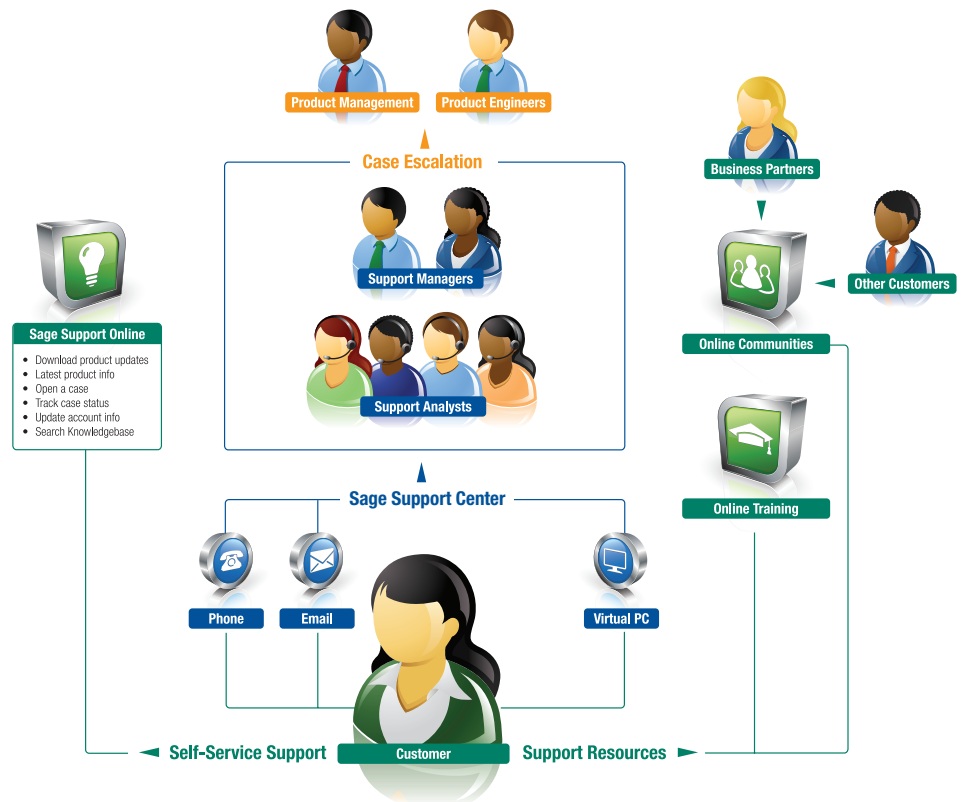 Product Management
Product Engineers
Case Escalation
Business Partners
Support Managers
Other Customers
Sage Support Online
• Download product updates
• Latest product info
• Open a case
• Track case status
• Update account info
• Search Knowledgebase
Online Communities
Support Analysts
Sage Support Center
Online Training
Phone
Email
Virtual PC
Self-Service Support
Customer
Support Resources